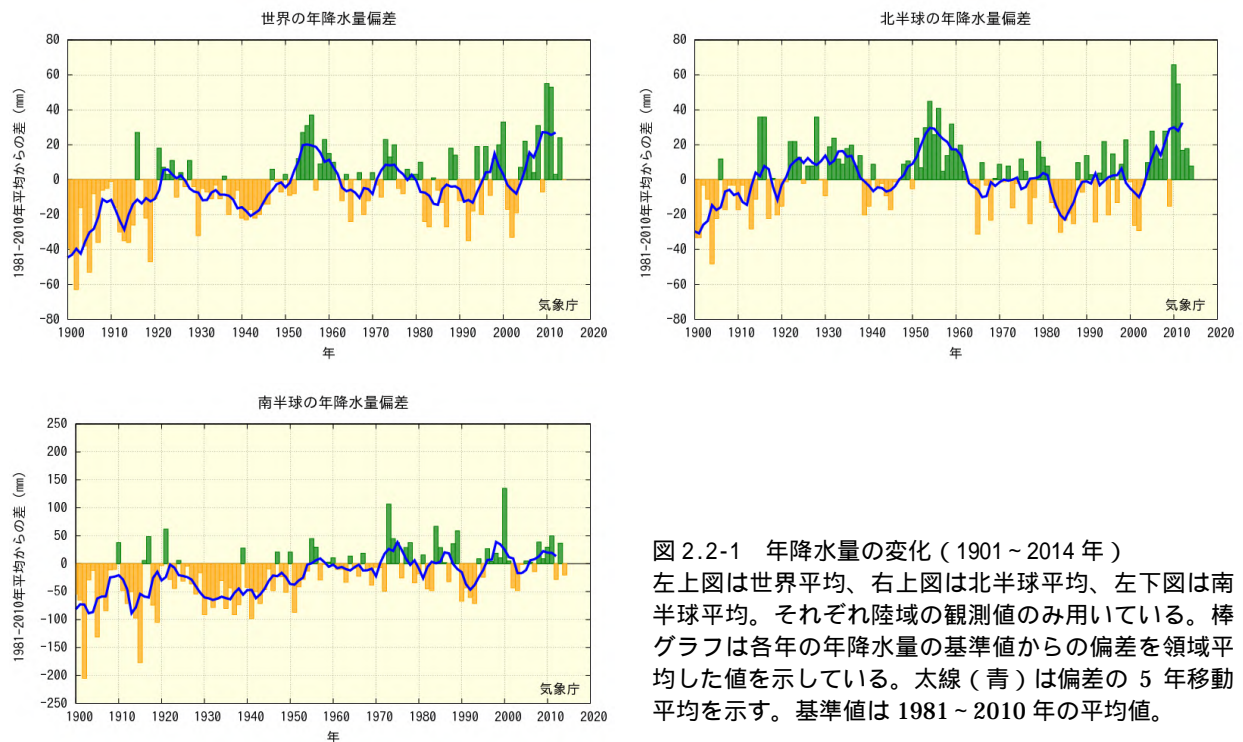 世界の年降水量偏差
1981-2010年平均からの差 (mm)
80
60
40
20
0
-20
-40
-60
-80
気象庁
1900 1910 1920 1930 1940 1950 1960 1970 1980 1990 2000 2010 2020
年
北半球の年降水量偏差
1981-2010年平均からの差 (mm)
80
60
40
20
0
-20
-40
-60
-80
気象庁
1900 1910 1920 1930 1940 1950 1960 1970 1980 1990 2000 2010 2020
年
南半球の年降水量偏差
1981-2010年平均からの差 (mm)
250
200
150
100
50
0
-50
-100
-150
-200
-250
気象庁
1900 1910 1920 1930 1940 1950 1960 1970 1980 1990 2000 2010 2020
年
図 2.2-1 年降水量の変化(1901~2014 年)
左上図は世界平均、右上図は北半球平均、左下図は南
半球平均。それぞれ陸域の観測値のみ用いている。棒
グラフは各年の年降水量の基準値からの偏差を領域平
均した値を示している。太線(青)は偏差の 5 年移動
平均を示す。基準値は 1981~2010 年の平均値。